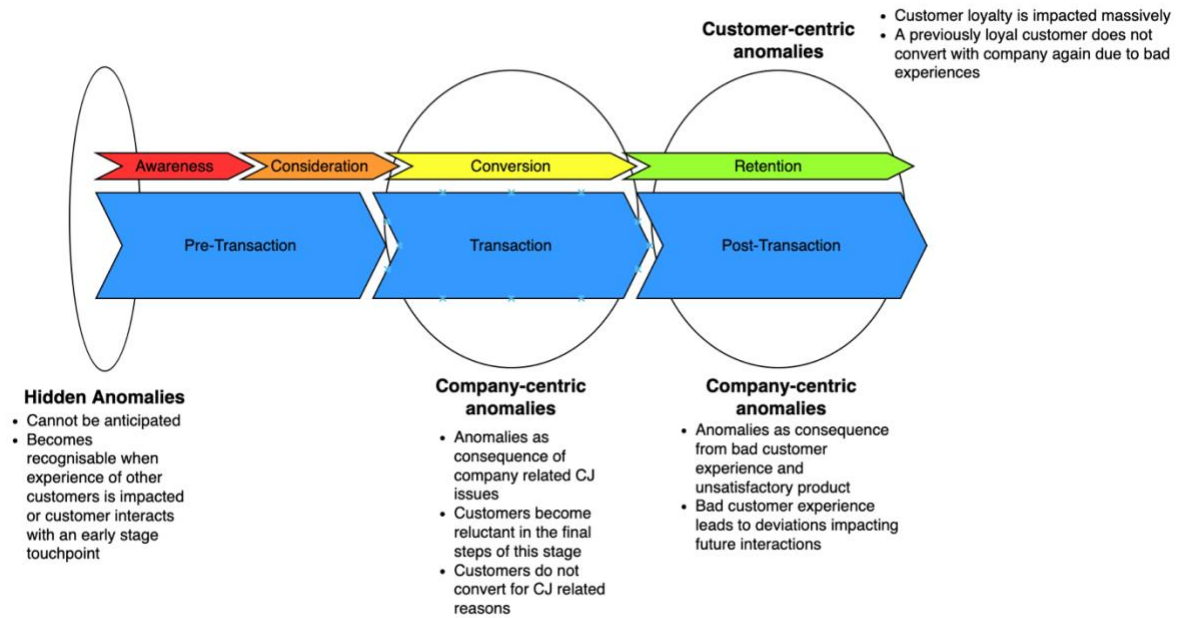 Customer-centric
anomalies
• Customer loyalty is impacted massively
• A previously loyal customer does not
convert with company again due to bad
experiences
Awareness
Consideration
Conversion
Retention
Pre-Transaction
Transaction
Post-Transaction
Hidden Anomalies
• Cannot be anticipated
• Becomes
recognisable when
experience of other
customers is impacted
or customer interacts
with an early stage
touchpoint
Company-centric
anomalies
• Anomalies as
consequence of
company related CJ
issues
• Customers become
reluctant in the final
steps of this stage
• Customers do not
convert for CJ related
reasons
Company-centric
anomalies
• Anomalies as consequence
from bad customer
experience and
unsatisfactory product
• Bad customer experience
leads to deviations impacting
future interactions